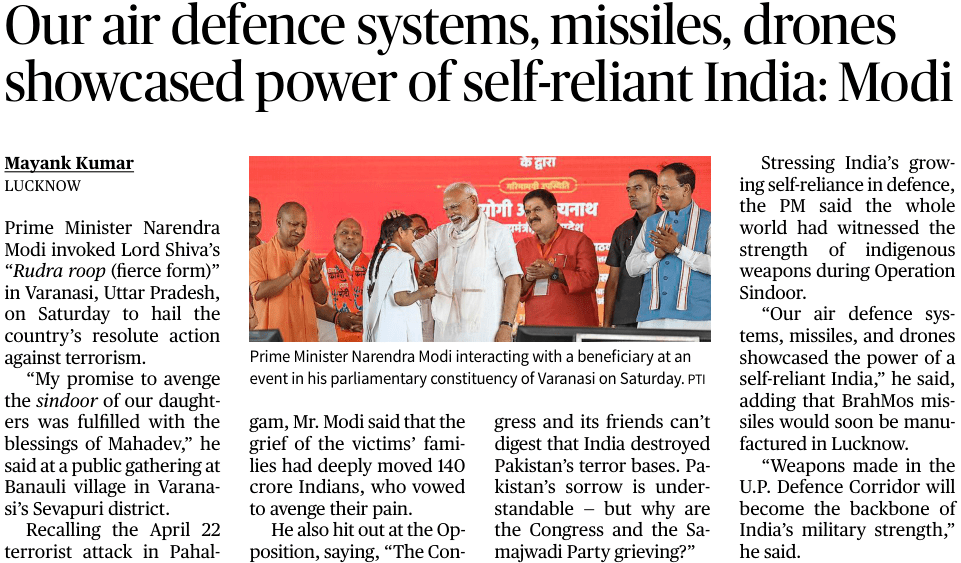 Our air defence systems, missiles, drones
showcased power of self-reliant India: Modi
Mayank Kumar
LUCKNOW
Prime Minister Narendra
Modi invoked Lord Shiva’s
“Rudra roop (fierce form)”
in Varanasi, Uttar Pradesh,
on Saturday to hail the
country’s resolute action
against terrorism.
“My promise to avenge
the sindoor of our daught-
ers was fulfilled with the
blessings of Mahadev,” he
said at a public gathering at
Banauli village in Varana-
si’s Sevapuri district.
Recalling the April 22
terrorist attack in Pahal-
के द्वारा
गरिमामयी उपस्थिति
Prime Minister Narendra Modi interacting with a beneficiary at an
event in his parliamentary constituency of Varanasi on Saturday. PTI
gam, Mr. Modi said that the
grief of the victims’ fami-
lies had deeply moved 140
crore Indians, who vowed
to avenge their pain.
He also hit out at the Op-
position, saying, “The Con-
gress and its friends can’t
digest that India destroyed
Pakistan’s terror bases. Pa-
kistan’s sorrow is under-
standable – but why are
the Congress and the Sa-
majwadi Party grieving?”
Stressing India’s grow-
ing self-reliance in defence,
the PM said the whole
world had witnessed the
strength of indigenous
weapons during Operation
Sindoor.
“Our air defence sys-
tems, missiles, and drones
showcased the power of a
self-reliant India,” he said,
adding that BrahMos mis-
siles would soon be manu-
factured in Lucknow.
“Weapons made in the
U.P. Defence Corridor will
become the backbone of
India’s military strength,”
he said.